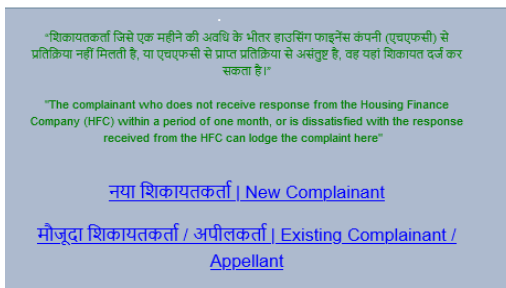 "शिकायतकर्ता जिसे एक महीने की अवधि के भीतर हाउसिंग फाइनेंस कंपनी (एचएफसी) से
प्रतिक्रिया नहीं मिलती है, या एचएफसी से प्राप्त प्रतिक्रिया से असंतुष्ट है, वह यहां शिकायत दर्ज कर
सकता है।"
"The complainant who does not receive response from the Housing Finance
Company (HFC) within a period of one month, or is dissatisfied with the response
received from the HFC can lodge the complaint here"
नया शिकायतकर्ता | New Complainant
मौजूदा शिकायतकर्ता / अपीलकर्ता | Existing Complainant /
Appellant